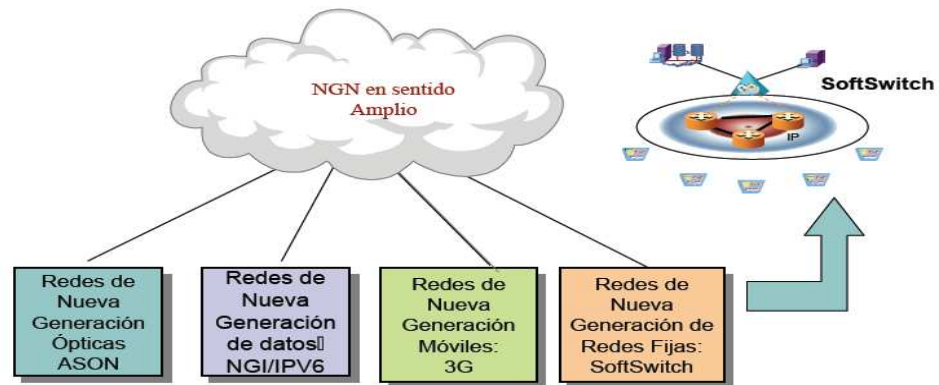 NGN en sentido
Amplio
SoftSwitch
IP
Redes de
Nueva
Generación
Ópticas
ASON
Redes de
Nueva
Generación
de datos
NGI/IPV6
Redes de
Nueva
Generación
Móviles:
3G
Redes de
Nueva
Generación de
Redes Fijas:
SoftSwitch